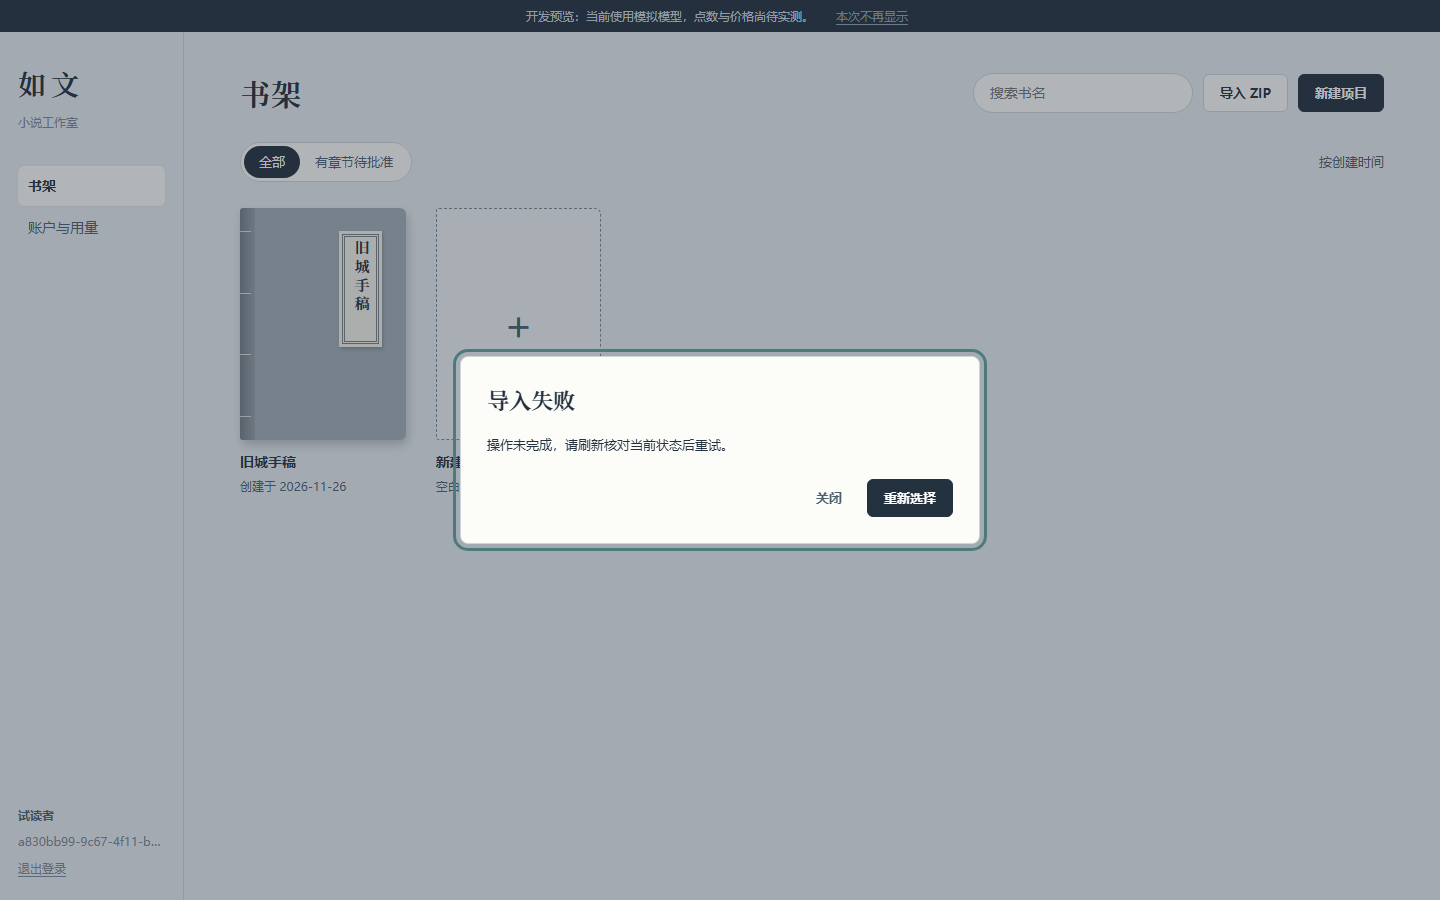 开发预览：当前使用模拟模型，点数与价格尚待实测。 本次不再显示
如文
小说工作室
书架
账户与用量
试读者
a830bb99-9c67-4f11-b...
退出登录
书架
搜索书名
导入 ZIP
新建项目
全部
有章节待批准
按创建时间
旧城手稿
旧城手稿
创建于 2026-11-26
+
新建
空白
导入失败
操作未完成，请刷新核对当前状态后重试。
关闭
重新选择